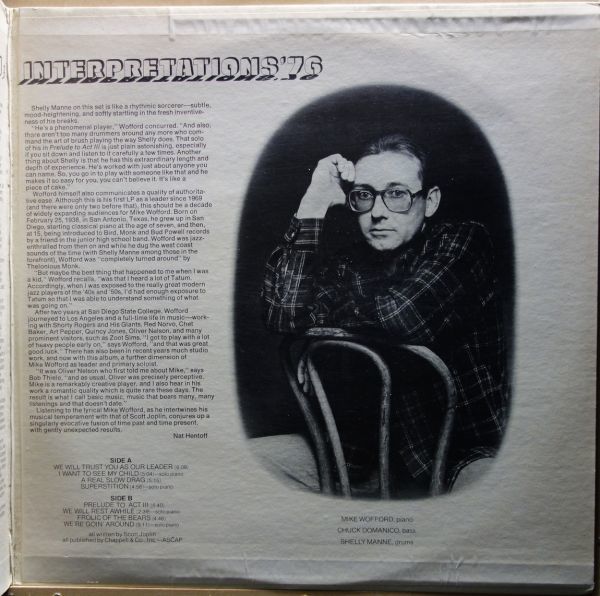 INTERPRETATIONS '76
Shelly Manne on this set is like a rhythmic sorcerer—subtle,
mood-heightening, and softly startling in the fresh inventive-
ness of his breaks.
"He's a phenomenal player," Wofford concurred. "And also,
there aren't too many drummers around any more who com-
mand the art of brush playing the way Shelly does. That solo
of his in Prelude to Act III is just plain astonishing, especially
if you sit down and listen to it carefully a few times. Another
thing about Shelly is that he has this extraordinary length and
depth of experience. He's worked with just about anyone you
can name. So, you go in to play with someone like that and he
makes it so easy for you, you can't believe it. It's like a
piece of cake."
Wofford himself also communicates a quality of authorita-
tive ease. Although this is his first LP as a leader since 1969
(and there were only two before that), this should be a decade
of widely expanding audiences for Mike Wofford. Born on
February 28, 1938, in San Antonio, Texas, he grew up in San
Diego, starting classical piano at the age of seven, and then,
at 15, being introduced to Bird, Monk and Bud Powell records
by a friend in the junior high school band. Wofford was jazz-
enthralled from then on and while he dug the west coast
sounds of the time (with Shelly Manne among those in the
forefront), Wofford was "completely turned around" by
Thelonious Monk.
"But maybe the best thing that happened to me when I was
a kid," Wofford recalls, "was that I heard a lot of Tatum.
Accordingly, when I was exposed to the really great modern
jazz players of the '40s and '50s, I'd had enough exposure to
Tatum so that I was able to understand something of what
was going on."
After two years at San Diego State College, Wofford
journeyed to Los Angeles and a full-time life in music—work-
ing with Shorty Rogers and His Giants, Red Norvo, Chet
Baker, Art Pepper, Quincy Jones, Oliver Nelson, and many
prominent visitors, such as Zoot Sims. "I got to play with a lot
of heavy people early on," says Wofford, "and that was great
good luck." There has also been in recent years much studio
work, and now with this album, a further dimension of
Mike Wofford as leader and primary soloist.
"It was Oliver Nelson who first told me about Mike," says
Bob Thiele, "and as usual, Oliver was precisely perceptive.
Mike is a remarkably creative player, and I also hear in his
work a romantic quality which is quite rare these days. The
result is what I call basic music, music that bears many, many
listenings and that doesn't date."
Listening to the lyrical Mike Wofford, as he intertwines his
musical temperament with that of Scott Joplin, conjures up a
singularly evocative fusion of time past and time present,
with gently unexpected results.
Nat Hentoff
SIDE A
WE WILL TRUST YOU AS OUR LEADER
I WANT TO SEE MY CHILD (5:04)—solo piano
A REAL SLOW DRAG (5:15)
SUPERSTITION (4:56)—solo piano
SIDE B
PRELUDE TO ACT III (5:40)
WE WILL REST AWHILE —solo piano
FROLIC OF THE BEARS (4:46)
WE'RE GOIN' AROUND —solo piano
all written by Scott Joplin
all published by Chappell & Co., Inc.—ASCAP
MIKE WOFFORD, piano
CHUCK DOMANICO, bass
SHELLY MANNE, drums